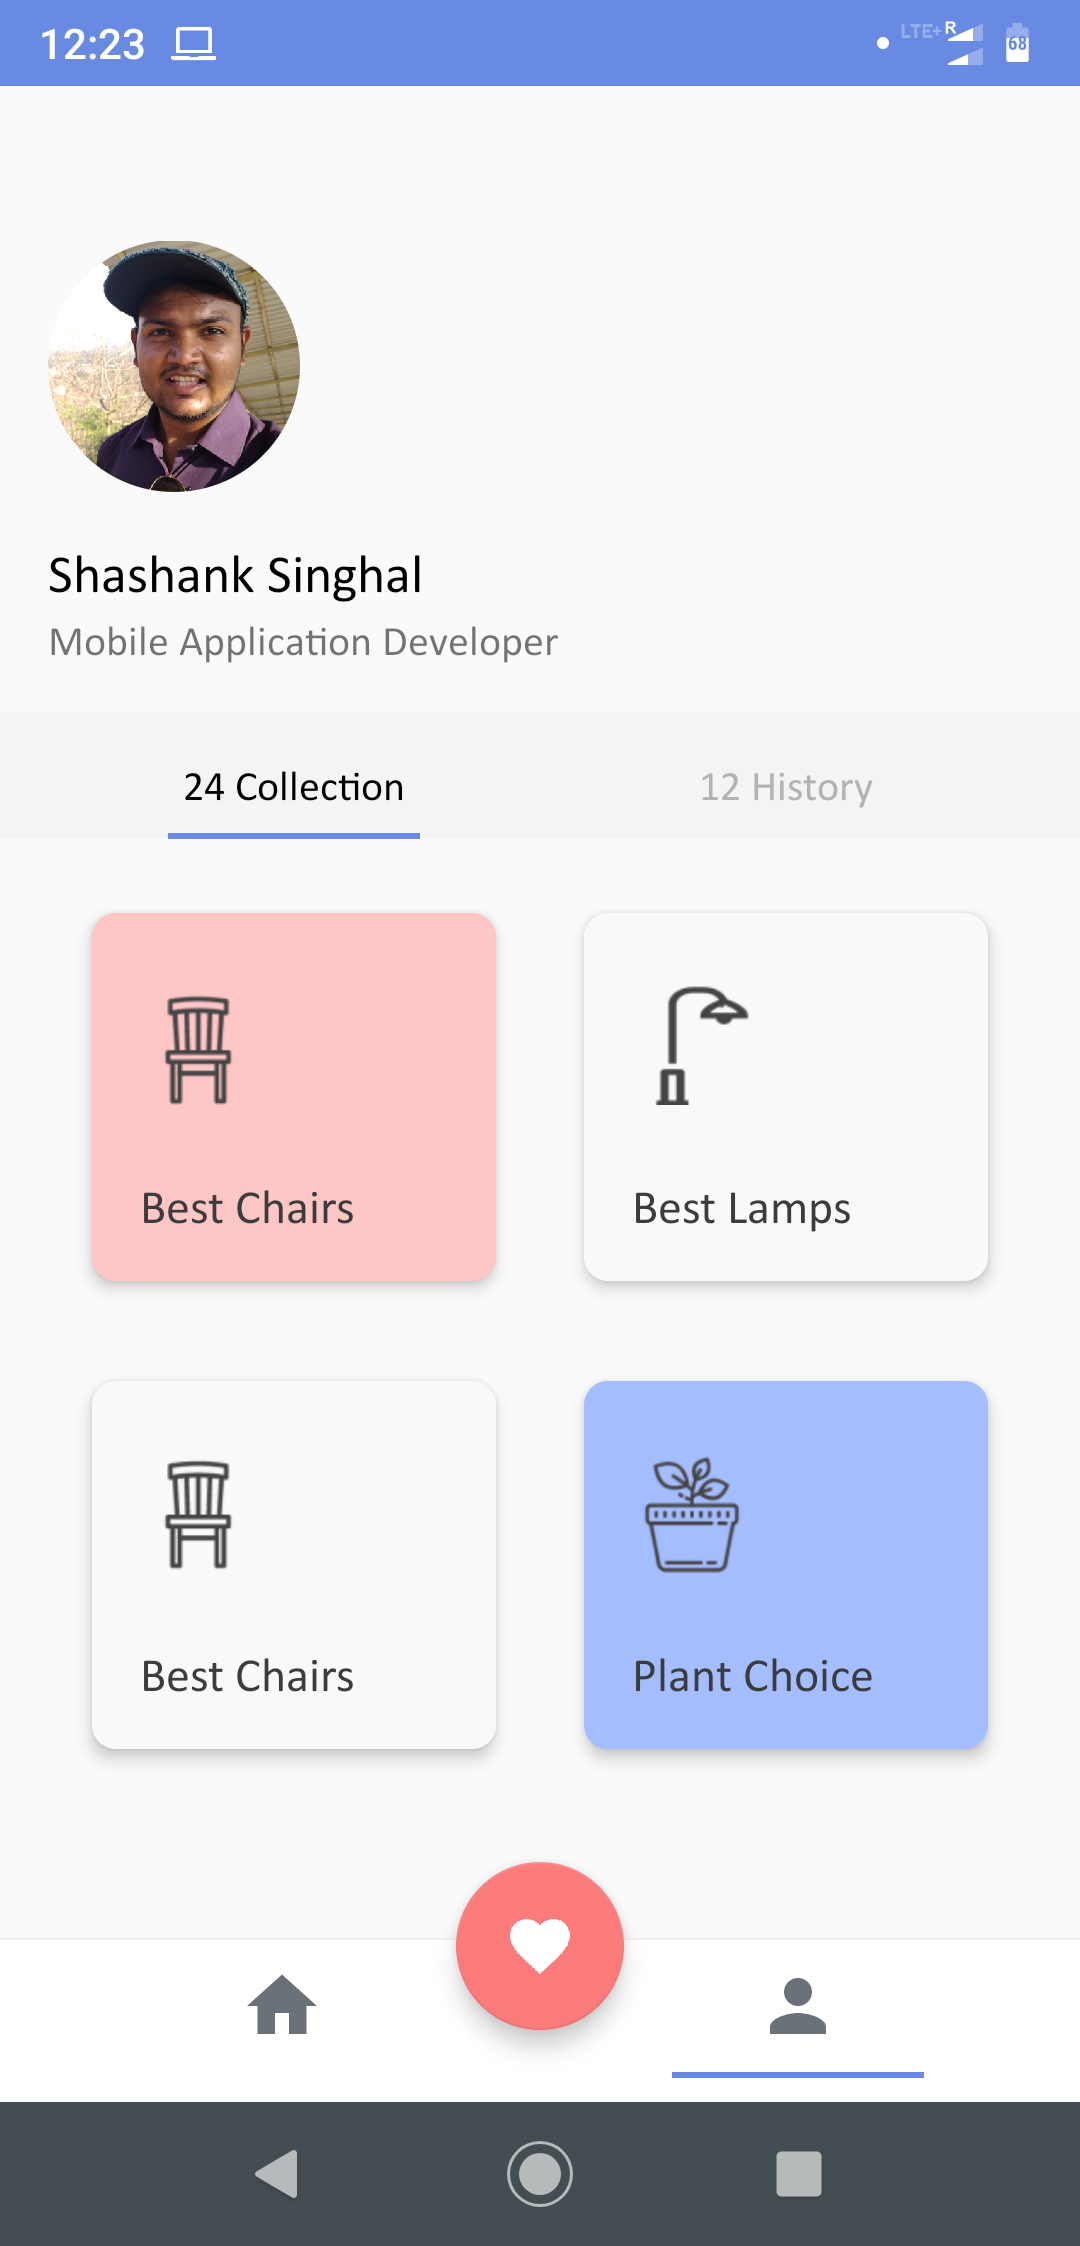 12:23 LTE+ R 68
Shashank Singhal
Mobile Application Developer
24 Collection 12 History
Best Chairs Best Lamps
Best Chairs Plant Choice